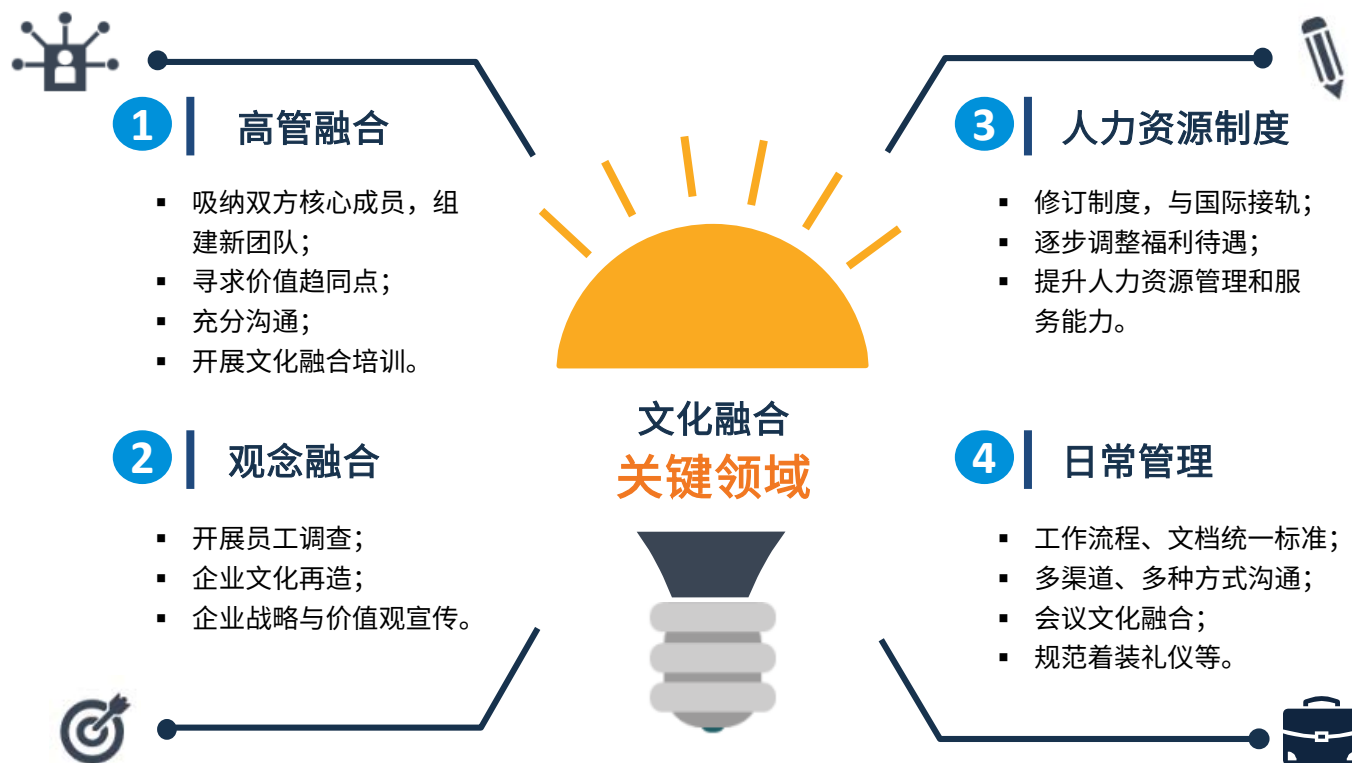 1
高管融合
▪ 吸纳双方核心成员，组
建新团队；
▪ 寻求价值趋同点；
▪ 充分沟通；
▪ 开展文化融合培训。
2
观念融合
▪ 开展员工调查；
▪ 企业文化再造；
▪ 企业战略与价值观宣传。
文化融合
关键领域
3
人力资源制度
▪ 修订制度，与国际接轨；
▪ 逐步调整福利待遇；
▪ 提升人力资源管理和服
务能力。
4
日常管理
▪ 工作流程、文档统一标准；
▪ 多渠道、多种方式沟通；
▪ 会议文化融合；
▪ 规范着装礼仪等。